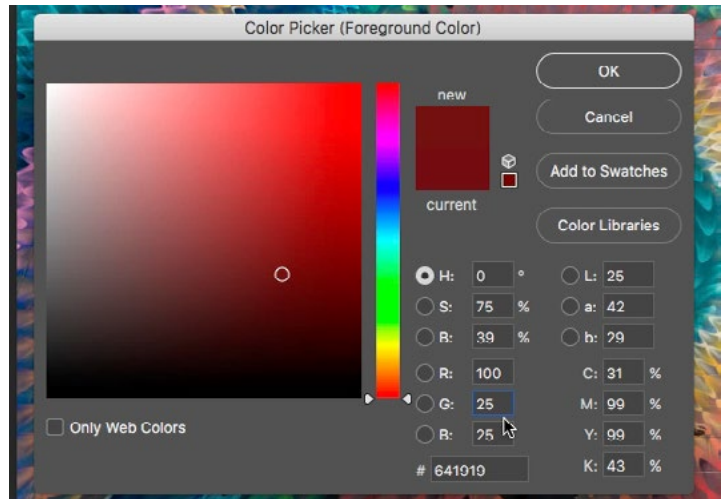 Color Picker (Foreground Color)
OK
new
Cancel
Add to Swatches
current
Color Libraries
H: 0 °
L: 25
S: 75 %
a: 42
B: 39 %
b: 29
R: 100
C: 31 %
G: 25
M: 99 %
Only Web Colors
B: 25
Y: 99 %
# 641919
K: 43 %